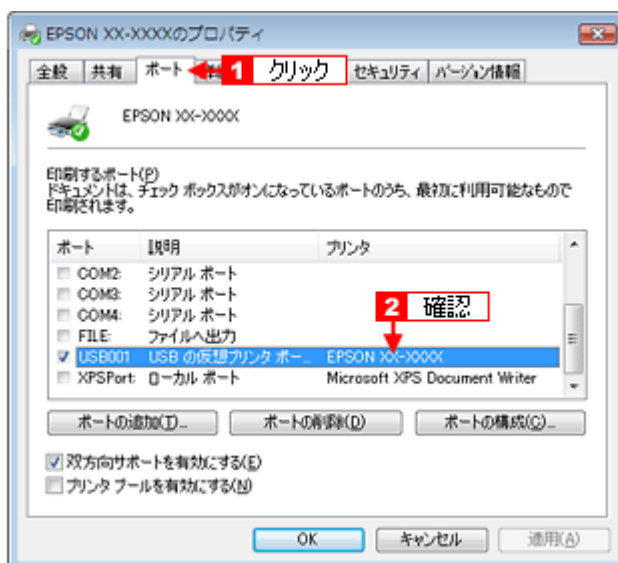 EPSON XX-XXXXのプロパティ
全般 共有 ポート 1 クリック セキュリティ バージョン情報
EPSON XX-XXXX
印刷するポート(P)
ドキュメントは、チェック ボックスがオンになっているポートのうち、最初に利用可能なもので
印刷されます。
ポート 説明 プリンタ
COM2: シリアル ポート
COM3: シリアル ポート
COM4: シリアル ポート
2 確認
FILE: ファイルへ出力
USB001 USB の仮想プリンタ ポー... EPSON XX-XXXX
XPSPort: ローカル ポート Microsoft XPS Document Writer
ポートの追加(T)... ポートの削除(D) ポートの構成(C)...
双方向サポートを有効にする(E)
プリンタ プールを有効にする(N)
OK キャンセル 適用(A)